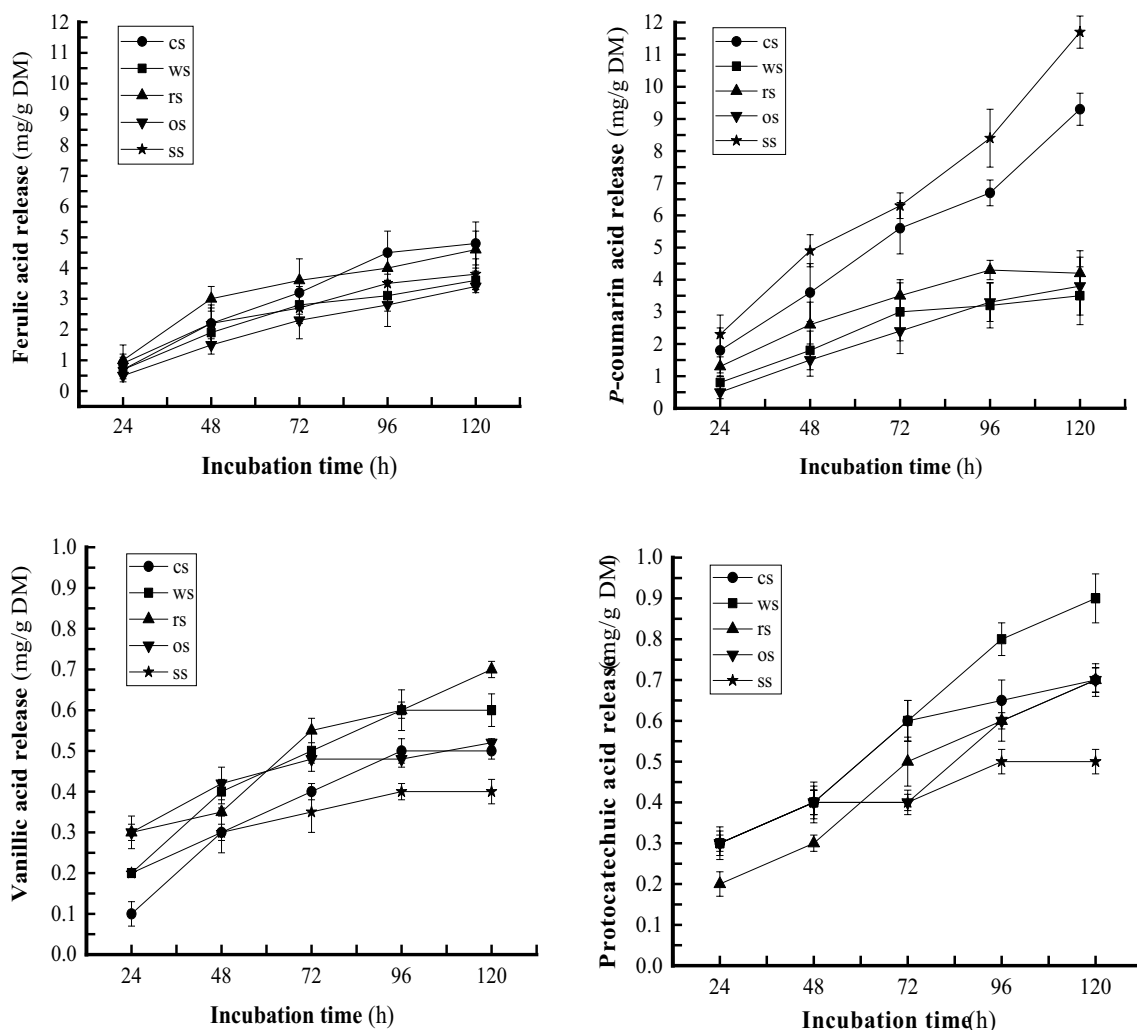 Ferulic acid release (mg/g DM)
12
11
10
9
8
7
6
5
4
3
2
1
0
cs
ws
rs
os
ss
24 48 72 96 120
Incubation time (h)
P-coumarin acid release (mg/g DM)
12
11
10
9
8
7
6
5
4
3
2
1
0
cs
ws
rs
os
ss
24 48 72 96 120
Incubation time (h)
Vanillic acid release (mg/g DM)
1.0
0.9
0.8
0.7
0.6
0.5
0.4
0.3
0.2
0.1
0.0
cs
ws
rs
os
ss
24 48 72 96 120
Incubation time (h)
Protocatechuic acid release(mg/g DM)
1.0
0.9
0.8
0.7
0.6
0.5
0.4
0.3
0.2
0.1
0.0
cs
ws
rs
os
ss
24 48 72 96 120
Incubation time(h)